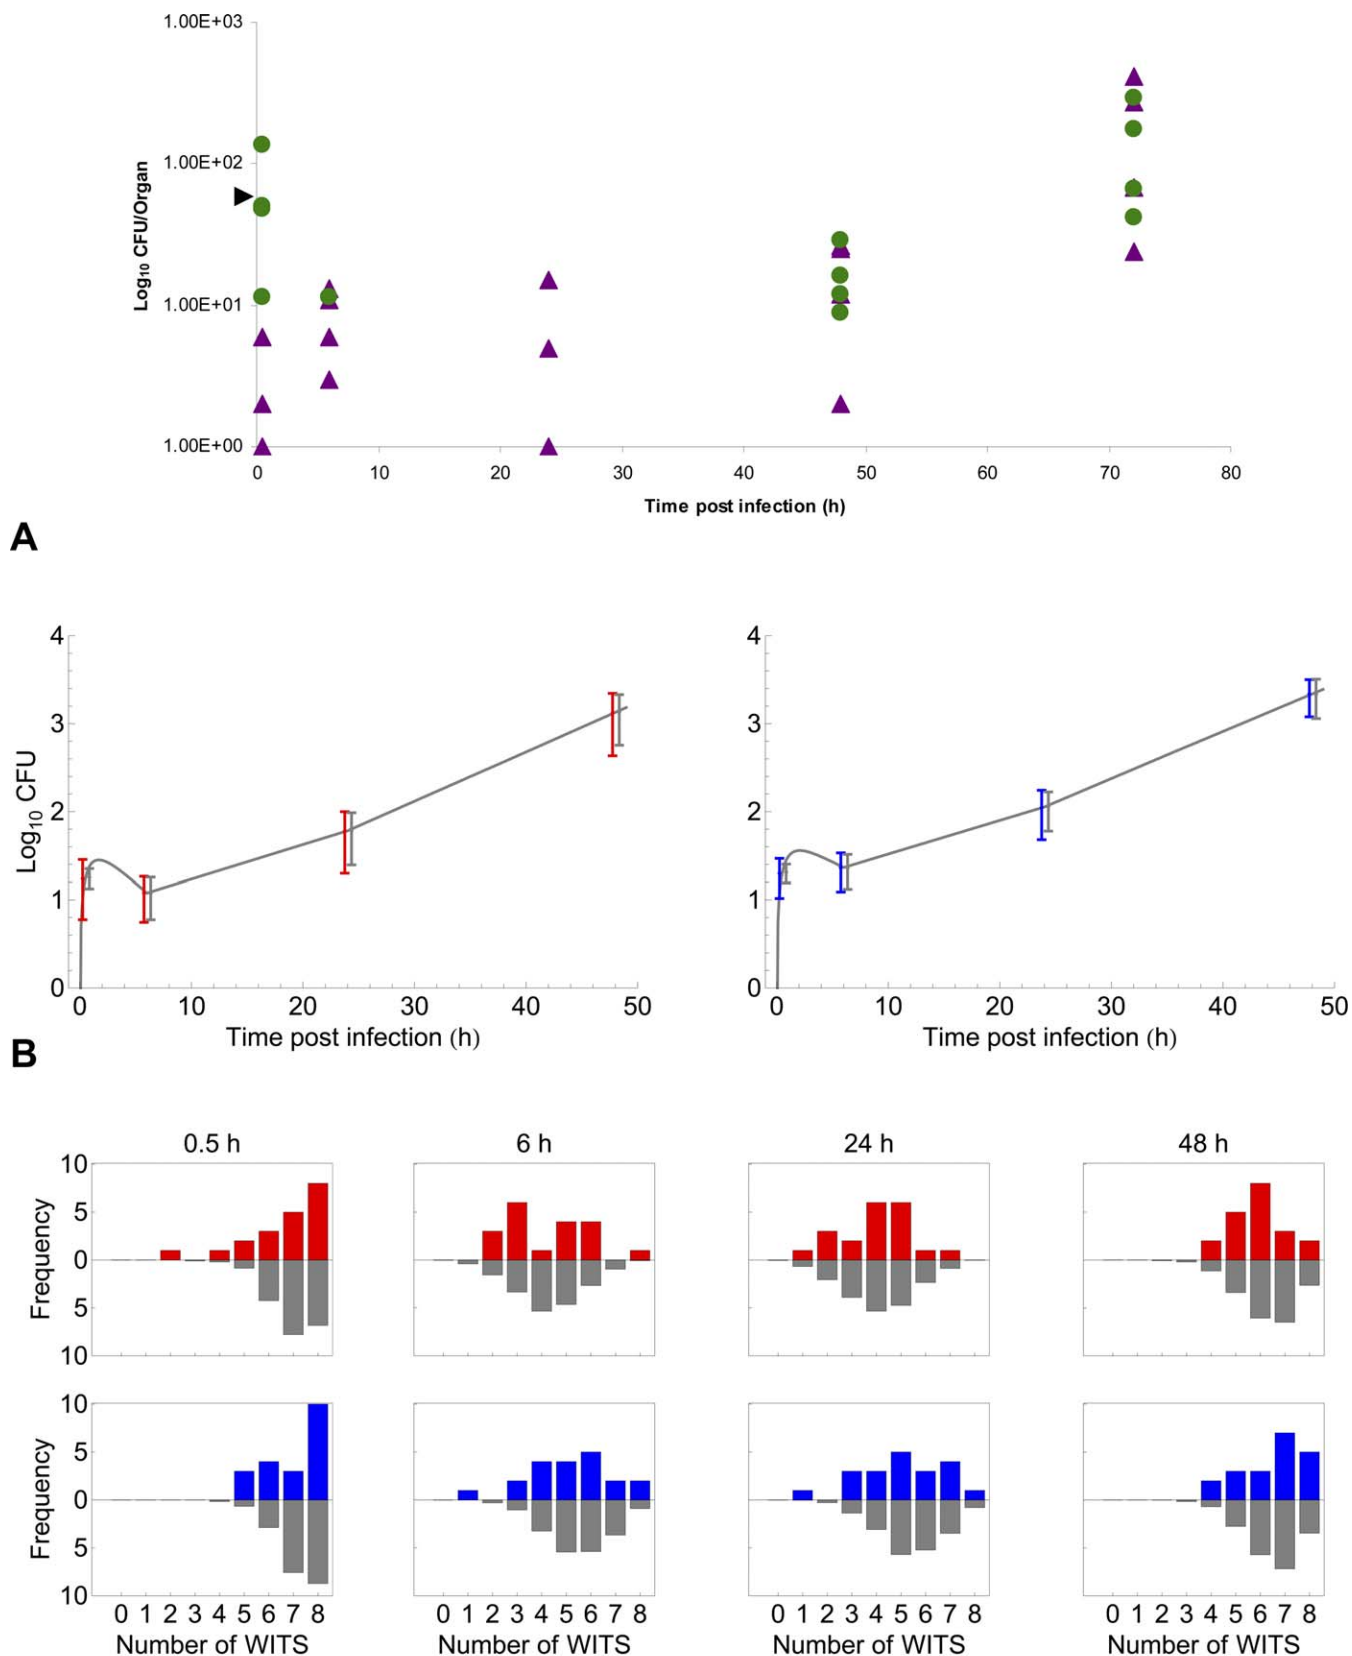 1.00E+03
1.00E+02
1.00E+01
1.00E+00
Log₁₀ CFU/Organ
0 10 20 30 40 50 60 70 80
Time post infection (h)
A
4
3
2
1
0
Log₁₀ CFU
0 10 20 30 40 50
Time post infection (h)
4
3
2
1
0
0 10 20 30 40 50
Time post infection (h)
B
0.5 h 6 h 24 h 48 h
10
5
0
5
10
Frequency
10
5
0
5
10
Frequency
0 1 2 3 4 5 6 7 8
Number of WITS
0 1 2 3 4 5 6 7 8
Number of WITS
0 1 2 3 4 5 6 7 8
Number of WITS
0 1 2 3 4 5 6 7 8
Number of WITS